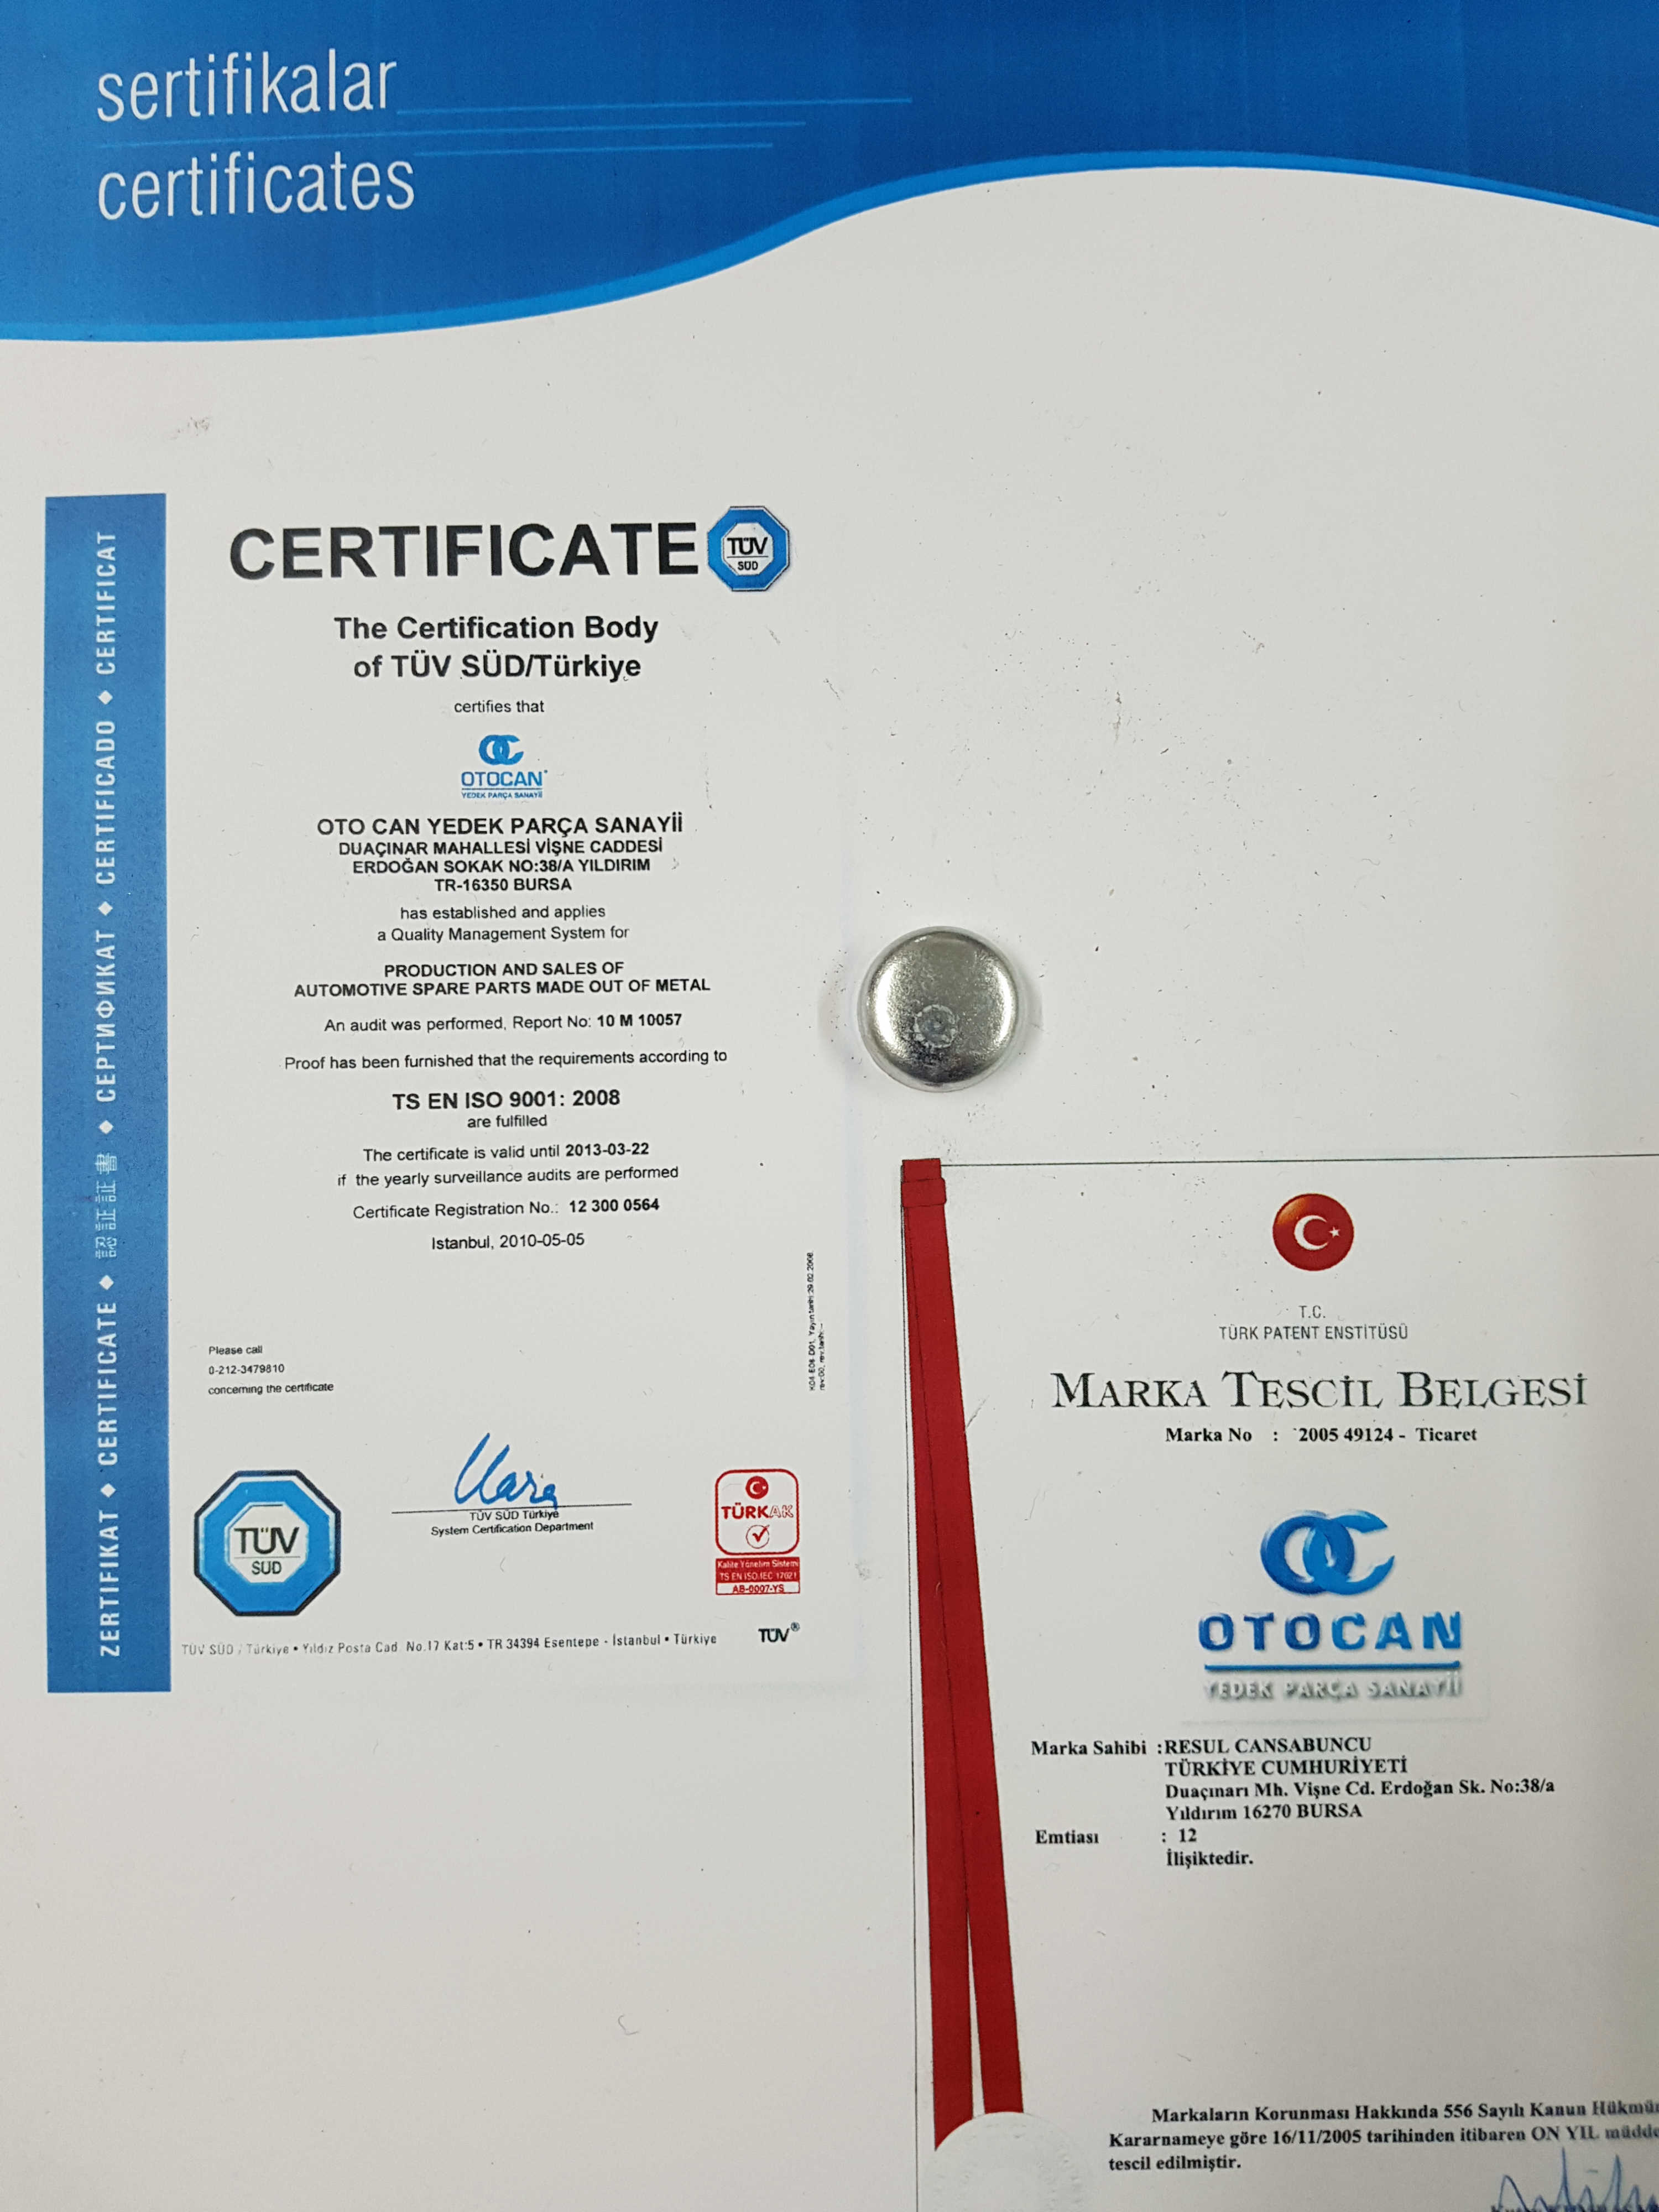 sertifikalar
certificates
ZERTIFIKAT ◆ CERTIFICATE ◆ 認証証書 ◆ СЕРТИФИКАТ ◆ CERTIFICADO ◆ CERTIFICAT
CERTIFICATE
TÜV
SÜD
The Certification Body
of TÜV SÜD/Türkiye
certifies that
OC
OTOCAN
YEDEK PARÇA SANAYİİ
OTO CAN YEDEK PARÇA SANAYİİ
DUAÇINAR MAHALLESİ VİŞNE CADDESİ
ERDOĞAN SOKAK NO:38/A YILDIRIM
TR-16350 BURSA
has established and applies
a Quality Management System for
PRODUCTION AND SALES OF
AUTOMOTIVE SPARE PARTS MADE OUT OF METAL
An audit was performed, Report No: 10 M 10057
Proof has been furnished that the requirements according to
TS EN ISO 9001: 2008
are fulfilled
The certificate is valid until 2013-03-22
if the yearly surveillance audits are performed
Certificate Registration No.: 12 300 0564
Istanbul, 2010-05-05
Please call
0-212-3479810
concerning the certificate
TÜV
SÜD
TÜV SÜD Türkiye
System Certification Department
TÜRKAK
Kalite Yönetim Sistemi
TS EN ISO.IEC 17021
AB-0007-YS
TÜV SÜD / Türkiye • Yıldız Posta Cad. No.17 Kat:5 • TR 34394 Esentepe - İstanbul • Türkiye
TÜV®
T.C.
TÜRK PATENT ENSTİTÜSÜ
MARKA TESCİL BELGESİ
Marka No : 2005 49124 - Ticaret
OC
OTOCAN
YEDEK PARÇA SANAYİİ
Marka Sahibi :RESUL CANSABUNCU
TÜRKİYE CUMHURİYETİ
Duaçınarı Mh. Vişne Cd. Erdoğan Sk. No:38/a
Yıldırım 16270 BURSA
Emtiası : 12
İlişiktedir.
Markaların Korunması Hakkında 556 Sayılı Kanun Hükmü
Kararnameye göre 16/11/2005 tarihinden itibaren ON YIL müdde
tescil edilmiştir.